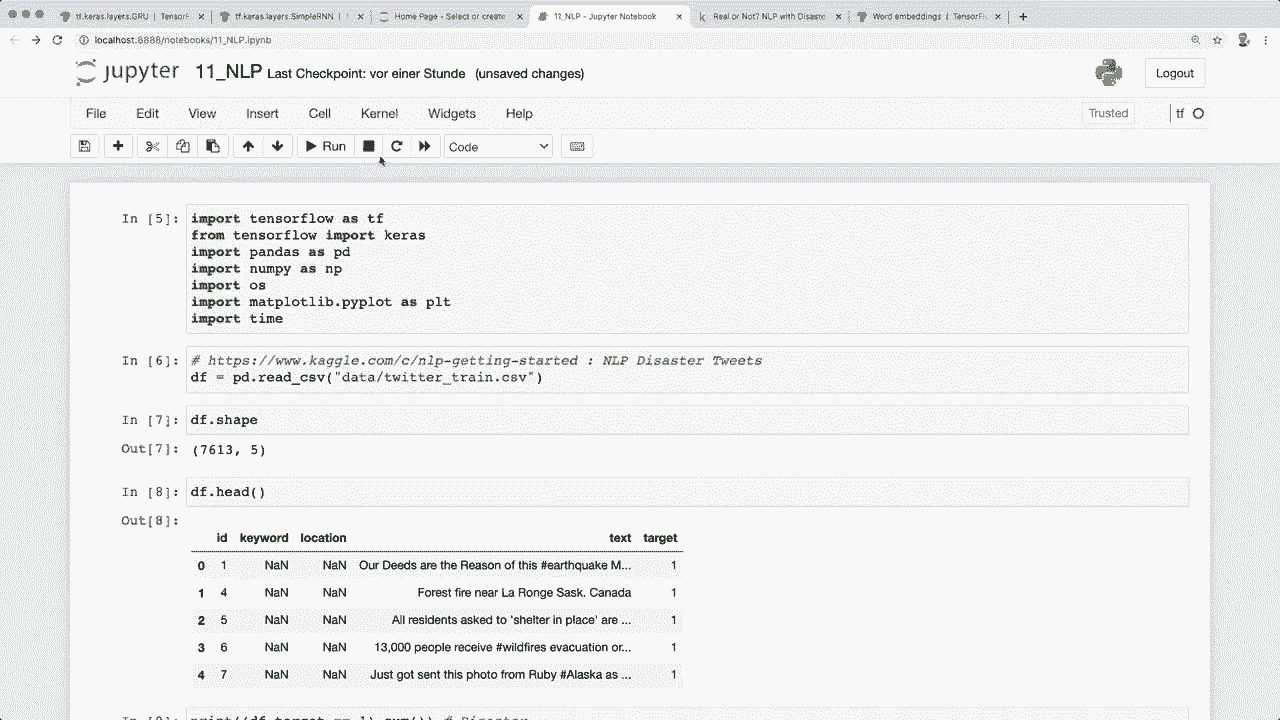 tf.keras.layers.GRU | TensorF
tf.keras.layers.SimpleRNN |
Home Page - Select or create
11_NLP - Jupyter Notebook
Real or Not? NLP with Disaste
Word embeddings | TensorF
localhost:8888/notebooks/11_NLP.ipynb
jupyter 11_NLP Last Checkpoint: vor einer Stunde (unsaved changes)
Logout
File Edit View Insert Cell Kernel Widgets Help
Trusted
tf
Run
Code
In [5]: import tensorflow as tf
from tensorflow import keras
import pandas as pd
import numpy as np
import os
import matplotlib.pyplot as plt
import time
In [6]: # https://www.kaggle.com/c/nlp-getting-started : NLP Disaster Tweets
df = pd.read_csv("data/twitter_train.csv")
In [7]: df.shape
Out[7]: (7613, 5)
In [8]: df.head()
Out[8]:
id keyword location text target
0 1 NaN NaN Our Deeds are the Reason of this #earthquake M... 1
1 4 NaN NaN Forest fire near La Ronge Sask. Canada 1
2 5 NaN NaN All residents asked to 'shelter in place' are ... 1
3 6 NaN NaN 13,000 people receive #wildfires evacuation or... 1
4 7 NaN NaN Just got sent this photo from Ruby #Alaska as ... 1
In [9]: print((df.target == 1).sum()) # Disaster